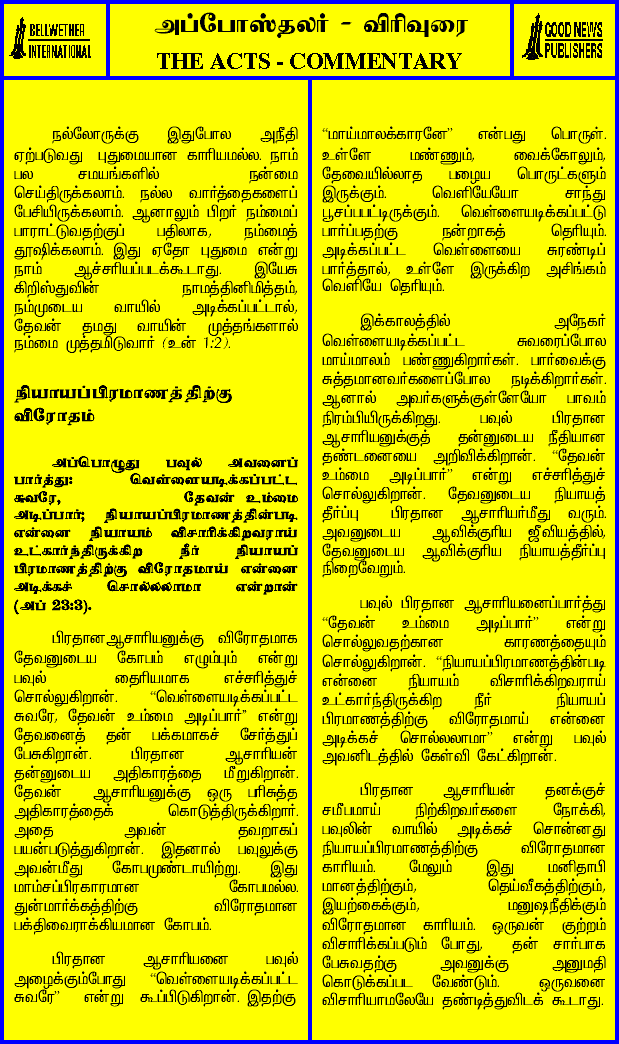 BELLWETHER
INTERNATIONAL
அப்போஸ்தலர் - விரிவுரை
THE ACTS - COMMENTARY
GOOD NEWS
PUBLISHERS
நல்லோருக்கு இதுபோல அநீதி
ஏற்படுவது புதுமையான காரியமல்ல. நாம்
பல சமயங்களில் நன்மை
செய்திருக்கலாம். நல்ல வார்த்தைகளைப்
பேசியிருக்கலாம். ஆனாலும் பிறர் நம்மைப்
பாராட்டுவதற்குப் பதிலாக, நம்மைத்
தூஷிக்கலாம். இது ஏதோ புதுமை என்று
நாம் ஆச்சரியப்படக்கூடாது. இயேசு
கிறிஸ்துவின் நாமத்தினிமித்தம்,
நம்முடைய வாயில் அடிக்கப்பட்டால்,
தேவன் தமது வாயின் முத்தங்களால்
நம்மை முத்தமிடுவார் (உன் 1:2).
நியாயப்பிரமாணத்திற்கு
விரோதம்
அப்பொழுது பவுல் அவனைப்
பார்த்து: வெள்ளையடிக்கப்பட்ட
சுவரே, தேவன் உம்மை
அடிப்பார்; நியாயப்பிரமாணத்தின்படி
என்னை நியாயம் விசாரிக்கிறவராய்
உட்கார்ந்திருக்கிற நீர் நியாயப்
பிரமாணத்திற்கு விரோதமாய் என்னை
அடிக்கச் சொல்லலாமா என்றான்
(அப் 23:3).
பிரதானஆசாரியனுக்கு விரோதமாக
தேவனுடைய கோபம் எழும்பும் என்று
பவுல் தைரியமாக எச்சரித்துச்
சொல்லுகிறான். “வெள்ளையடிக்கப்பட்ட
சுவரே, தேவன் உம்மை அடிப்பார்” என்று
தேவனைத் தன் பக்கமாகச் சேர்த்துப்
பேசுகிறான். பிரதான ஆசாரியன்
தன்னுடைய அதிகாரத்தை மீறுகிறான்.
தேவன் ஆசாரியனுக்கு ஒரு பரிசுத்த
அதிகாரத்தைக் கொடுத்திருக்கிறார்.
அதை அவன் தவறாகப்
பயன்படுத்துகிறான். இதனால் பவுலுக்கு
அவன்மீது கோபமுண்டாயிற்று. இது
மாம்சப்பிரகாரமான கோபமல்ல.
துன்மார்க்கத்திற்கு விரோதமான
பக்திவைராக்கியமான கோபம்.
பிரதான ஆசாரியனை பவுல்
அழைக்கும்போது “வெள்ளையடிக்கப்பட்ட
சுவரே” என்று கூப்பிடுகிறான். இதற்கு
“மாய்மாலக்காரனே” என்பது பொருள்.
உள்ளே மண்ணும், வைக்கோலும்,
தேவையில்லாத பழைய பொருட்களும்
இருக்கும். வெளியேயோ சாந்து
பூசப்பபட்டிருக்கும். வெள்ளையடிக்கப்பட்டு
பார்ப்பதற்கு நன்றாகத் தெரியும்.
அடிக்கப்பட்ட வெள்ளையை சுரண்டிப்
பார்த்தால், உள்ளே இருக்கிற அசிங்கம்
வெளியே தெரியும்.
இக்காலத்தில் அநேகர்
வெள்ளையடிக்கப்பட்ட சுவரைப்போல
மாய்மாலம் பண்ணுகிறார்கள். பார்வைக்கு
சுத்தமானவர்களைப்போல நடிக்கிறார்கள்.
ஆனால் அவர்களுக்குள்ளேயோ பாவம்
நிரம்பியிருக்கிறது. பவுல் பிரதான
ஆசாரியனுக்குத் தன்னுடைய நீதியான
தண்டனையை அறிவிக்கிறான். “தேவன்
உம்மை அடிப்பார்” என்று எச்சரித்துச்
சொல்லுகிறான். தேவனுடைய நியாயத்
தீர்ப்பு பிரதான ஆசாரியர்மீது வரும்.
அவனுடைய ஆவிக்குரிய ஜீவியத்தில்,
தேவனுடைய ஆவிக்குரிய நியாயத்தீர்ப்பு
நிறைவேறும்.
பவுல் பிரதான ஆசாரியனைப்பார்த்து
“தேவன் உம்மை அடிப்பார்” என்று
சொல்லுவதற்கான காரணத்தையும்
சொல்லுகிறான். “நியாயப்பிரமாணத்தின்படி
என்னை நியாயம் விசாரிக்கிறவராய்
உட்கார்ந்திருக்கிற நீர் நியாயப்
பிரமாணத்திற்கு விரோதமாய் என்னை
அடிக்கச் சொல்லலாமா” என்று பவுல்
அவனிடத்தில் கேள்வி கேட்கிறான்.
பிரதான ஆசாரியன் தனக்குச்
சமீபமாய் நிற்கிறவர்களை நோக்கி,
பவுலின் வாயில் அடிக்கச் சொன்னது
நியாயப்பிரமாணத்திற்கு விரோதமான
காரியம். மேலும் இது மனிதாபி
மானத்திற்கும், தெய்வீகத்திற்கும்,
இயற்கைக்கும், மனுஷநீதிக்கும்
விரோதமான காரியம். ஒருவன் குற்றம்
விசாரிக்கப்படும் போது, தன் சார்பாக
பேசுவதற்கு அவனுக்கு அனுமதி
கொடுக்கப்பட வேண்டும். ஒருவனை
விசாரியாமலேயே தண்டித்துவிடக் கூடாது.